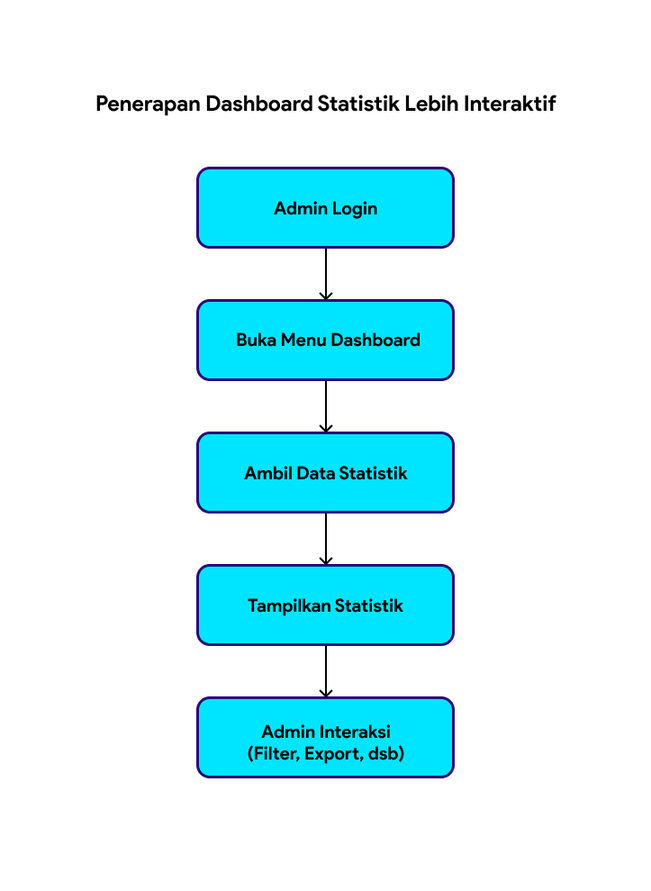 Penerapan Dashboard Statistik Lebih Interaktif
Admin Login
Buka Menu Dashboard
Ambil Data Statistik
Tampilkan Statistik
Admin Interaksi
(Filter, Export, dsb)